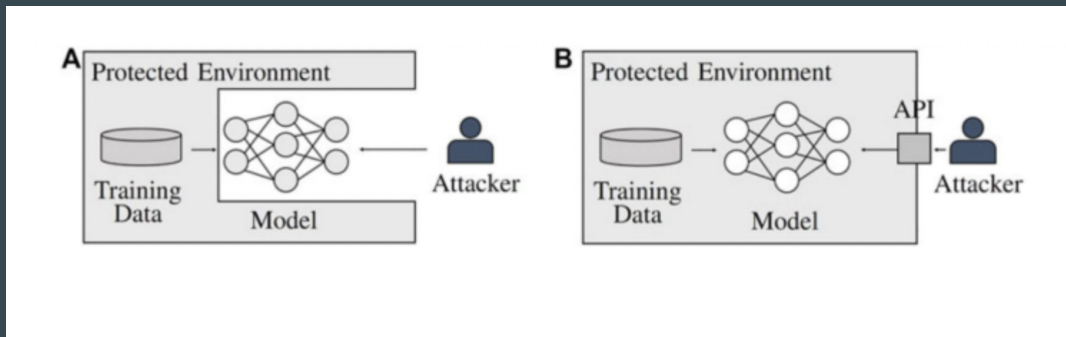 A
Protected Environment
Training
Data
Model
Attacker
B
Protected Environment
API
Training
Data
Model
Attacker